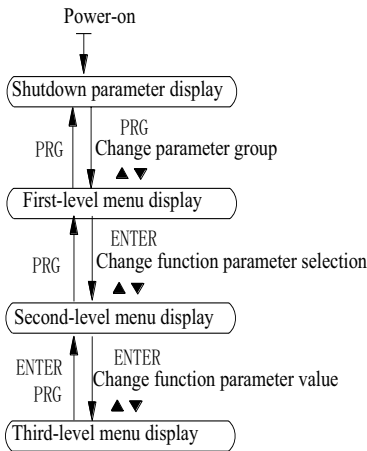 Power-on
Shutdown parameter display
PRG
PRG
Change parameter group
▲ ▼
First-level menu display
ENTER
PRG
Change function parameter selection
▲ ▼
Second-level menu display
ENTER
ENTER
Change function parameter value
PRG
▲ ▼
Third-level menu display